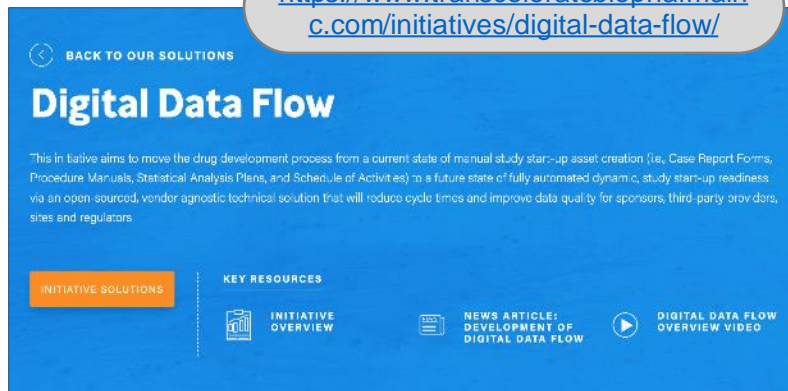 https://www.transceleratebiopharmain
c.com/initiatives/digital-data-flow/
BACK TO OUR SOLUTIONS
Digital Data Flow
This in tiative aims to move the drug development process from a current state of manual study start-up asset creation (i.e., Case Report Forms,
Procedure Manuals, Statistical Analysis Plans, and Schedule of Activities) to a future state of fully automated dynamic, study start-up readiness
via an open-sourced, vendor agnostic technical solution that will reduce cycle times and improve data quality for sponsors, third-party providers,
sites and regulators
INITIATIVE SOLUTIONS
KEY RESOURCES
INITIATIVE
OVERVIEW
NEWS ARTICLE:
DEVELOPMENT OF
DIGITAL DATA FLOW
DIGITAL DATA FLOW
OVERVIEW VIDEO